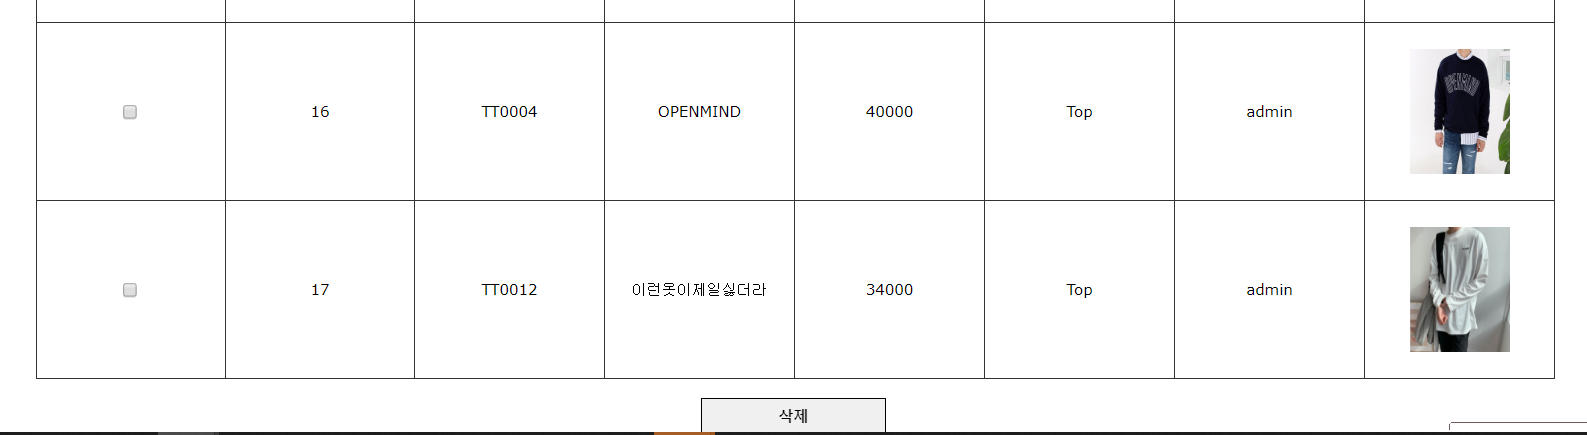 16 TT0004 OPENMIND 40000 Top admin
OPENMIND
17 TT0012 이런옷이제일싫더라 34000 Top admin
삭제